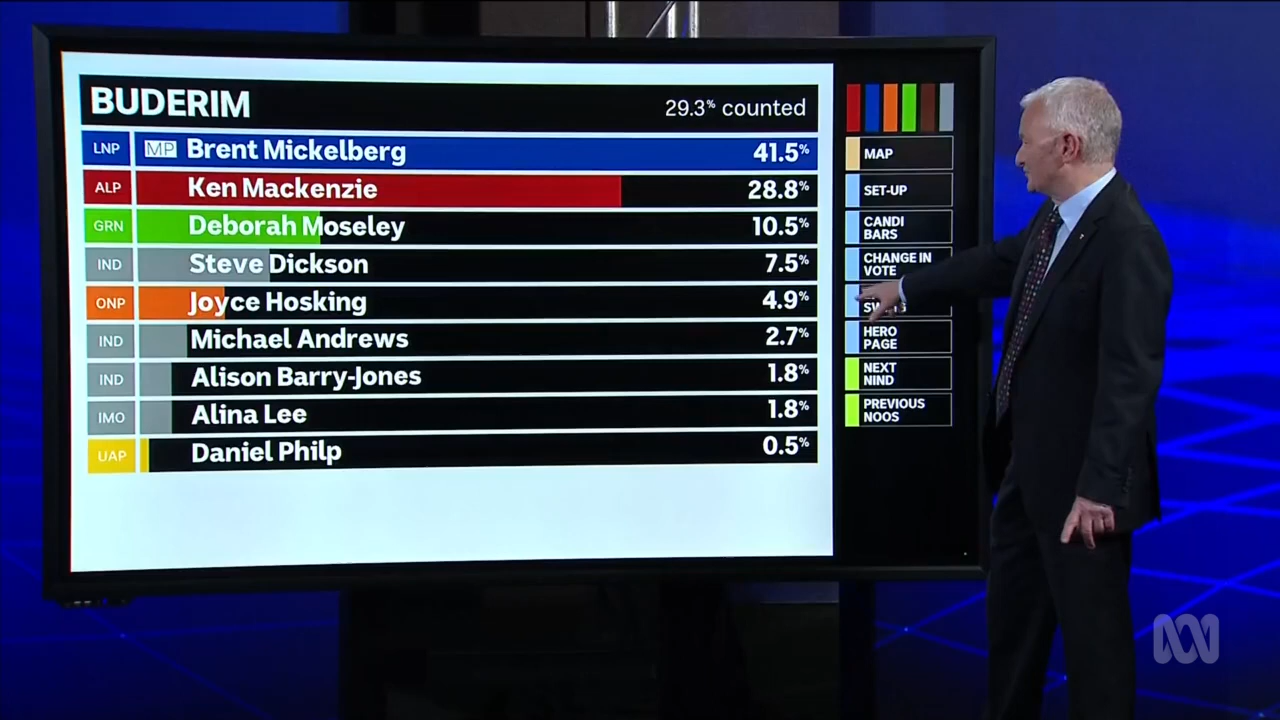 BUDERIM
29.3% counted
LNP MP Brent Mickelberg 41.5%
ALP Ken Mackenzie 28.8%
GRN Deborah Moseley 10.5%
IND Steve Dickson 7.5%
ONP Joyce Hosking 4.9%
IND Michael Andrews 2.7%
IND Alison Barry-Jones 1.8%
IMO Alina Lee 1.8%
UAP Daniel Philp 0.5%
MAP
SET-UP
CANDI
BARS
CHANGE IN
VOTE
HERO
PAGE
NEXT
NIND
PREVIOUS
NOOS